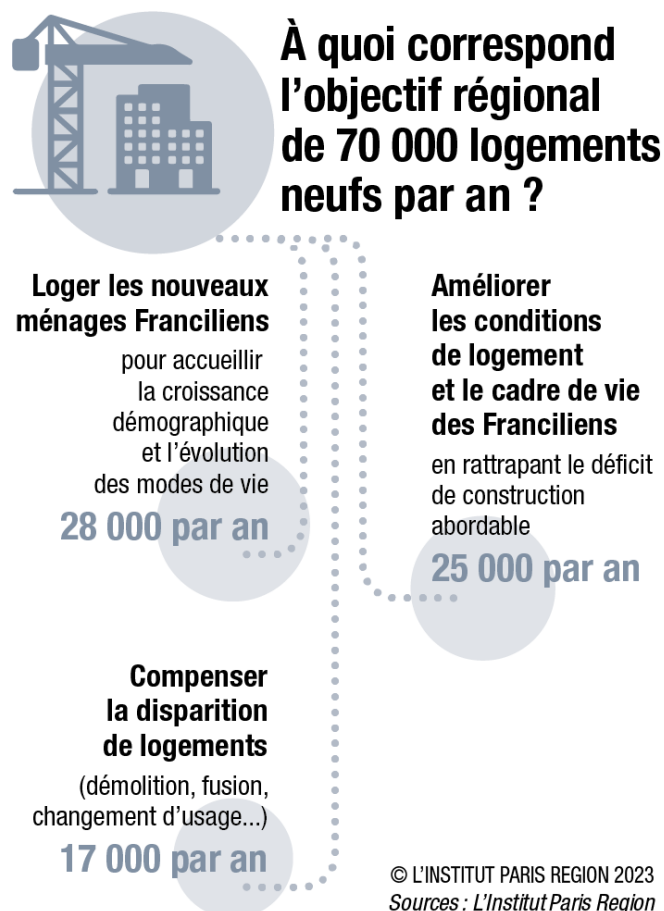 À quoi correspond
l’objectif régional
de 70 000 logements
neufs par an ?
Loger les nouveaux
ménages Franciliens
pour accueillir
la croissance
démographique
et l’évolution
des modes de vie
28 000 par an
Améliorer
les conditions
de logement
et le cadre de vie
des Franciliens
en rattrapant le déficit
de construction
abordable
25 000 par an
Compenser
la disparition
de logements
(démolition, fusion,
changement d’usage...)
17 000 par an
© L’INSTITUT PARIS REGION 2023
Sources : L’Institut Paris Region